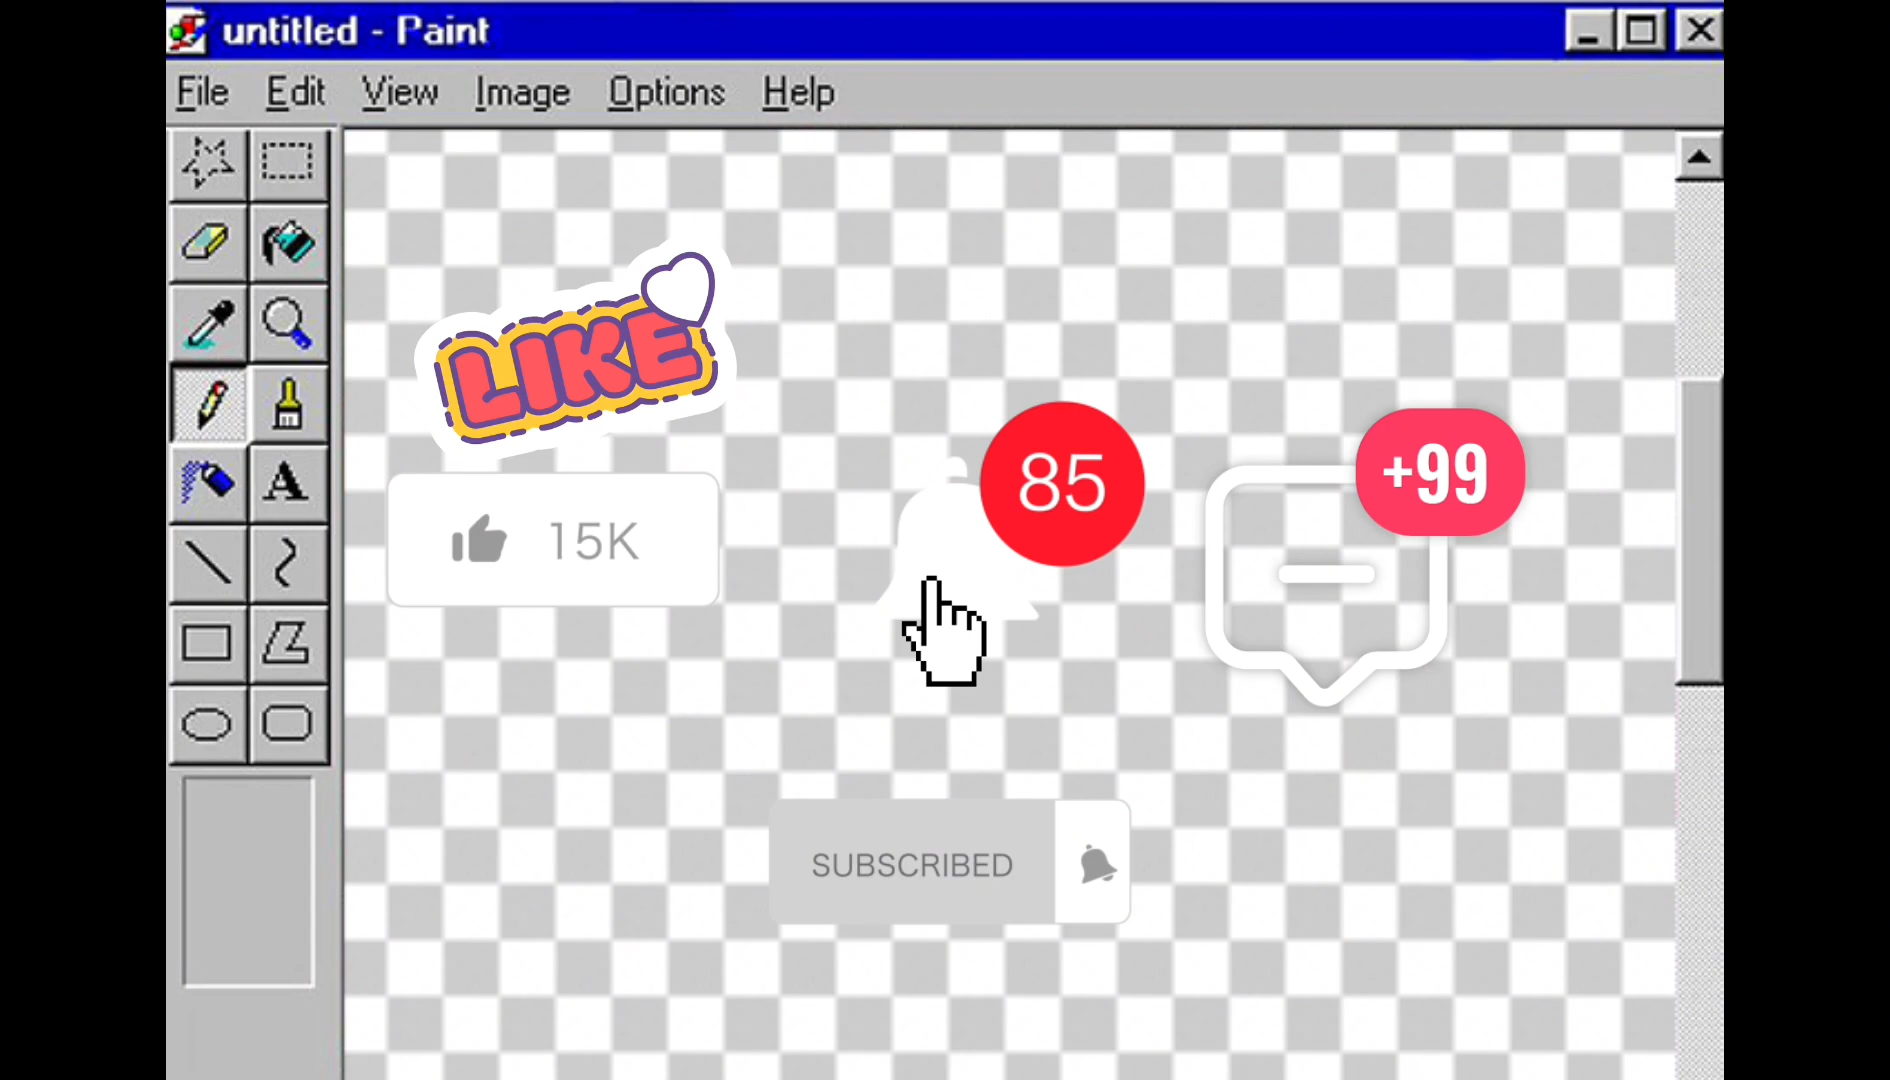 untitled - Paint
File Edit View Image Options Help
A
LIKE
15K
85
+99
SUBSCRIBED